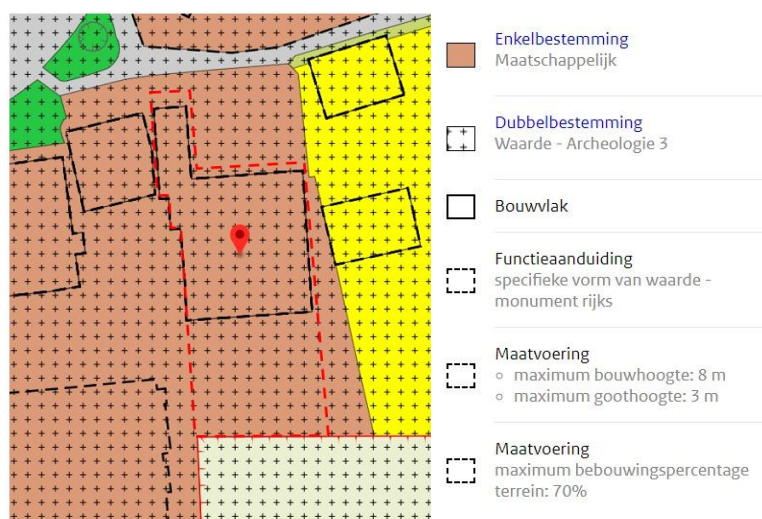 Enkelbestemming
Maatschappelijk
Dubbelbestemming
Waarde - Archeologie 3
Bouwvlak
Functieaanduiding
specifieke vorm van waarde -
monument rijks
Maatvoering
maximum bouwhoogte: 8 m
maximum goothoogte: 3 m
Maatvoering
maximum bebouwingspercentage
terrein: 70%